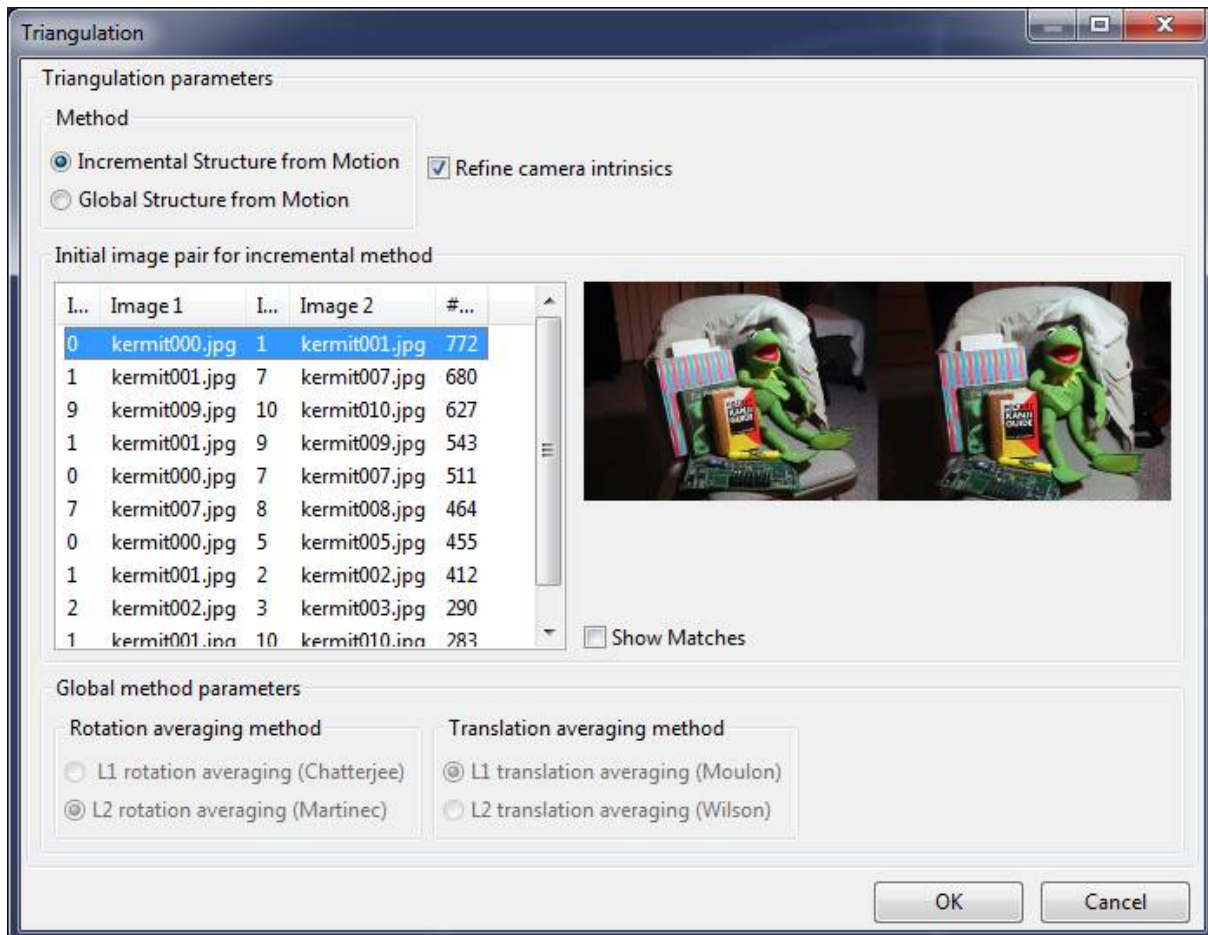 Triangulation
Triangulation parameters
Method
Incremental Structure from Motion
Global Structure from Motion
Refine camera intrinsics
Initial image pair for incremental method
I... Image 1 I... Image 2 #...
0 kermit000.jpg 1 kermit001.jpg 772
1 kermit001.jpg 7 kermit007.jpg 680
9 kermit009.jpg 10 kermit010.jpg 627
1 kermit001.jpg 9 kermit009.jpg 543
0 kermit000.jpg 7 kermit007.jpg 511
7 kermit007.jpg 8 kermit008.jpg 464
0 kermit000.jpg 5 kermit005.jpg 455
1 kermit001.jpg 2 kermit002.jpg 412
2 kermit002.jpg 3 kermit003.jpg 290
1 kermit001.jpg 10 kermit010.jpg 283
POCKET
KANJI
GUIDE
POCKET
KANJI
GUIDE
Show Matches
Global method parameters
Rotation averaging method
L1 rotation averaging (Chatterjee)
L2 rotation averaging (Martinec)
Translation averaging method
L1 translation averaging (Moulon)
L2 translation averaging (Wilson)
OK
Cancel